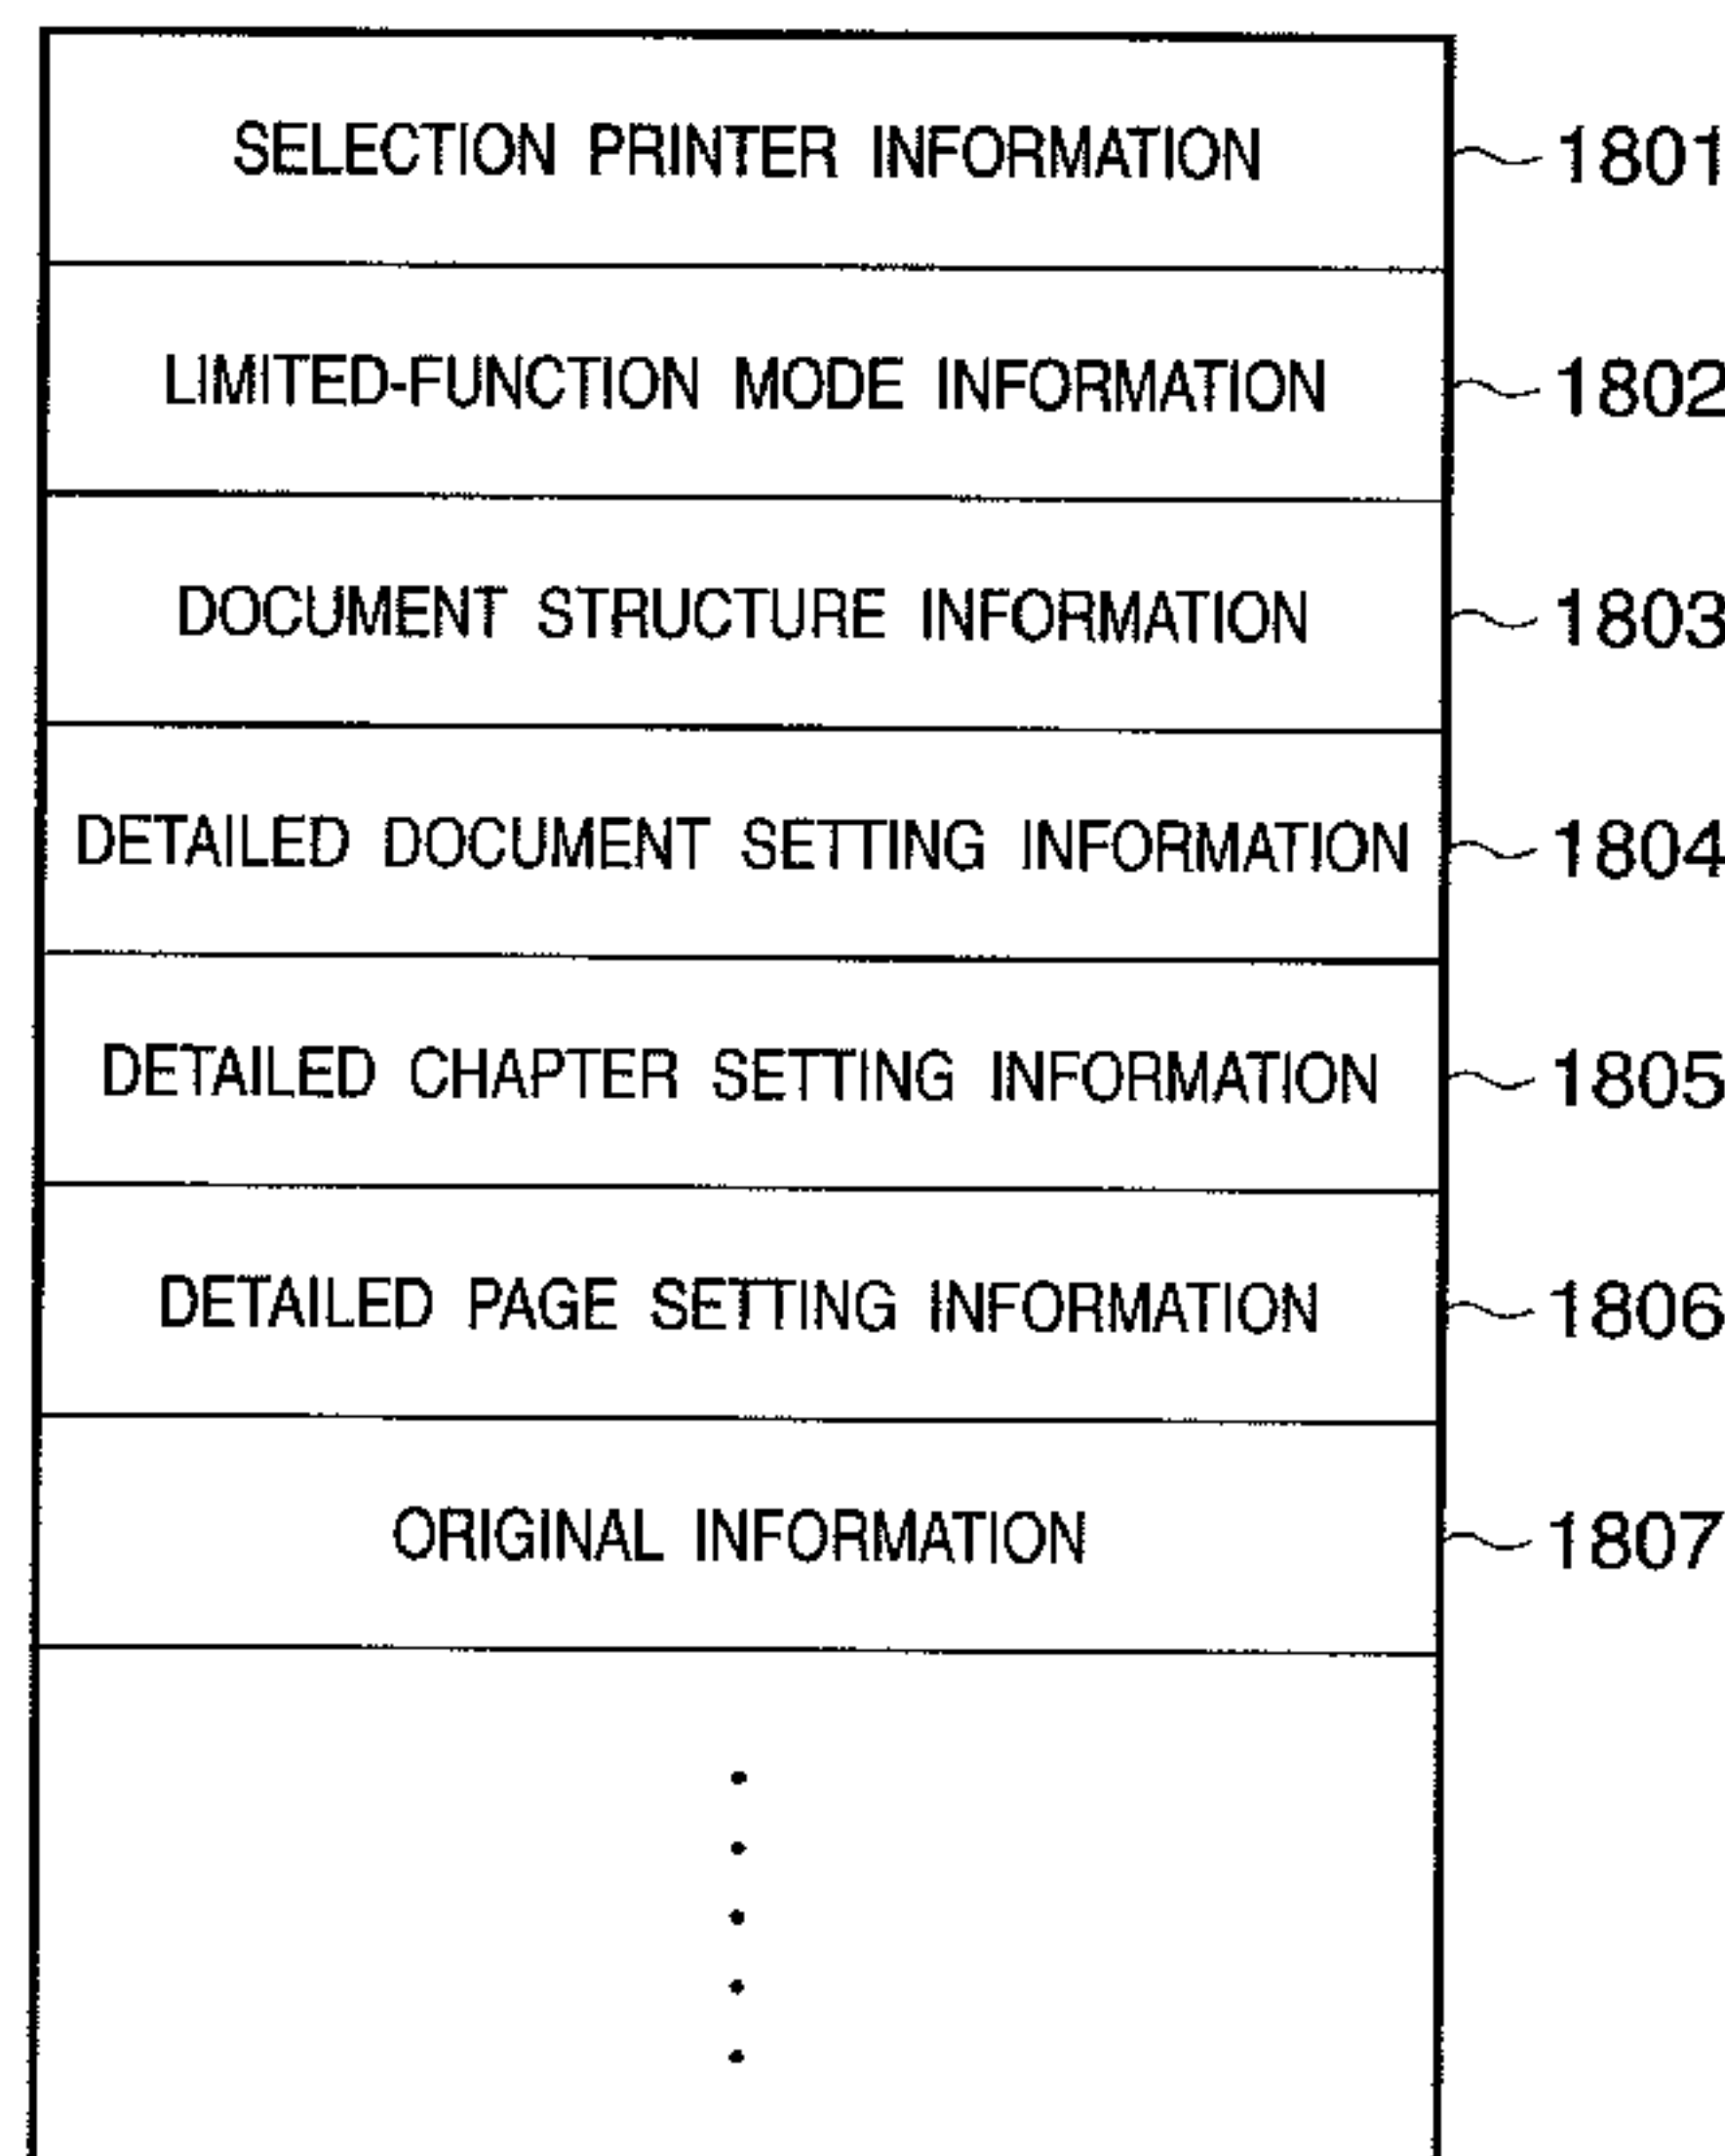 SELECTION PRINTER INFORMATION 1801
LIMITED-FUNCTION MODE INFORMATION 1802
DOCUMENT STRUCTURE INFORMATION 1803
DETAILED DOCUMENT SETTING INFORMATION 1804
DETAILED CHAPTER SETTING INFORMATION 1805
DETAILED PAGE SETTING INFORMATION 1806
ORIGINAL INFORMATION 1807